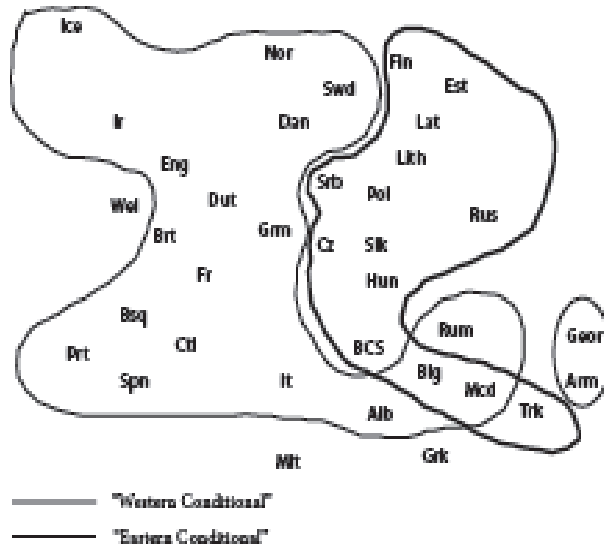 Ice
Nor
Fin
Swd
Est
Ir
Dan
Lat
Lith
Eng
Srb
Pol
Wel
Dut
Rus
Brt
Grm
Cz
Slk
Fr
Hun
Bsq
Rum
Geor
Prt
Ctl
BCS
Spn
It
Blg
Mcd
Arm
Alb
Trk
Mlt
Grk
"Western Conditional"
"Eastern Conditional"